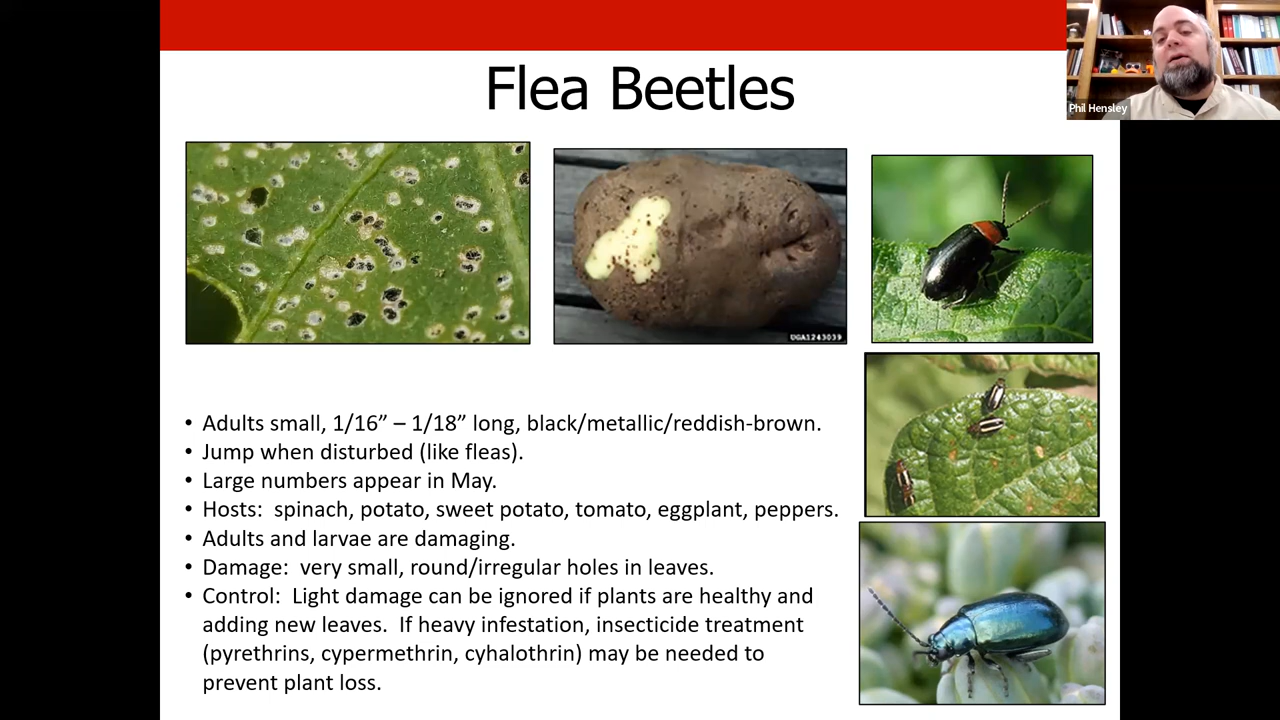 Phil Hensley
Flea Beetles
UGA1243039
• Adults small, 1/16” – 1/18” long, black/metallic/reddish-brown.
• Jump when disturbed (like fleas).
• Large numbers appear in May.
• Hosts:  spinach, potato, sweet potato, tomato, eggplant, peppers.
• Adults and larvae are damaging.
• Damage:  very small, round/irregular holes in leaves.
• Control:  Light damage can be ignored if plants are healthy and
adding new leaves.  If heavy infestation, insecticide treatment
(pyrethrins, cypermethrin, cyhalothrin) may be needed to
prevent plant loss.